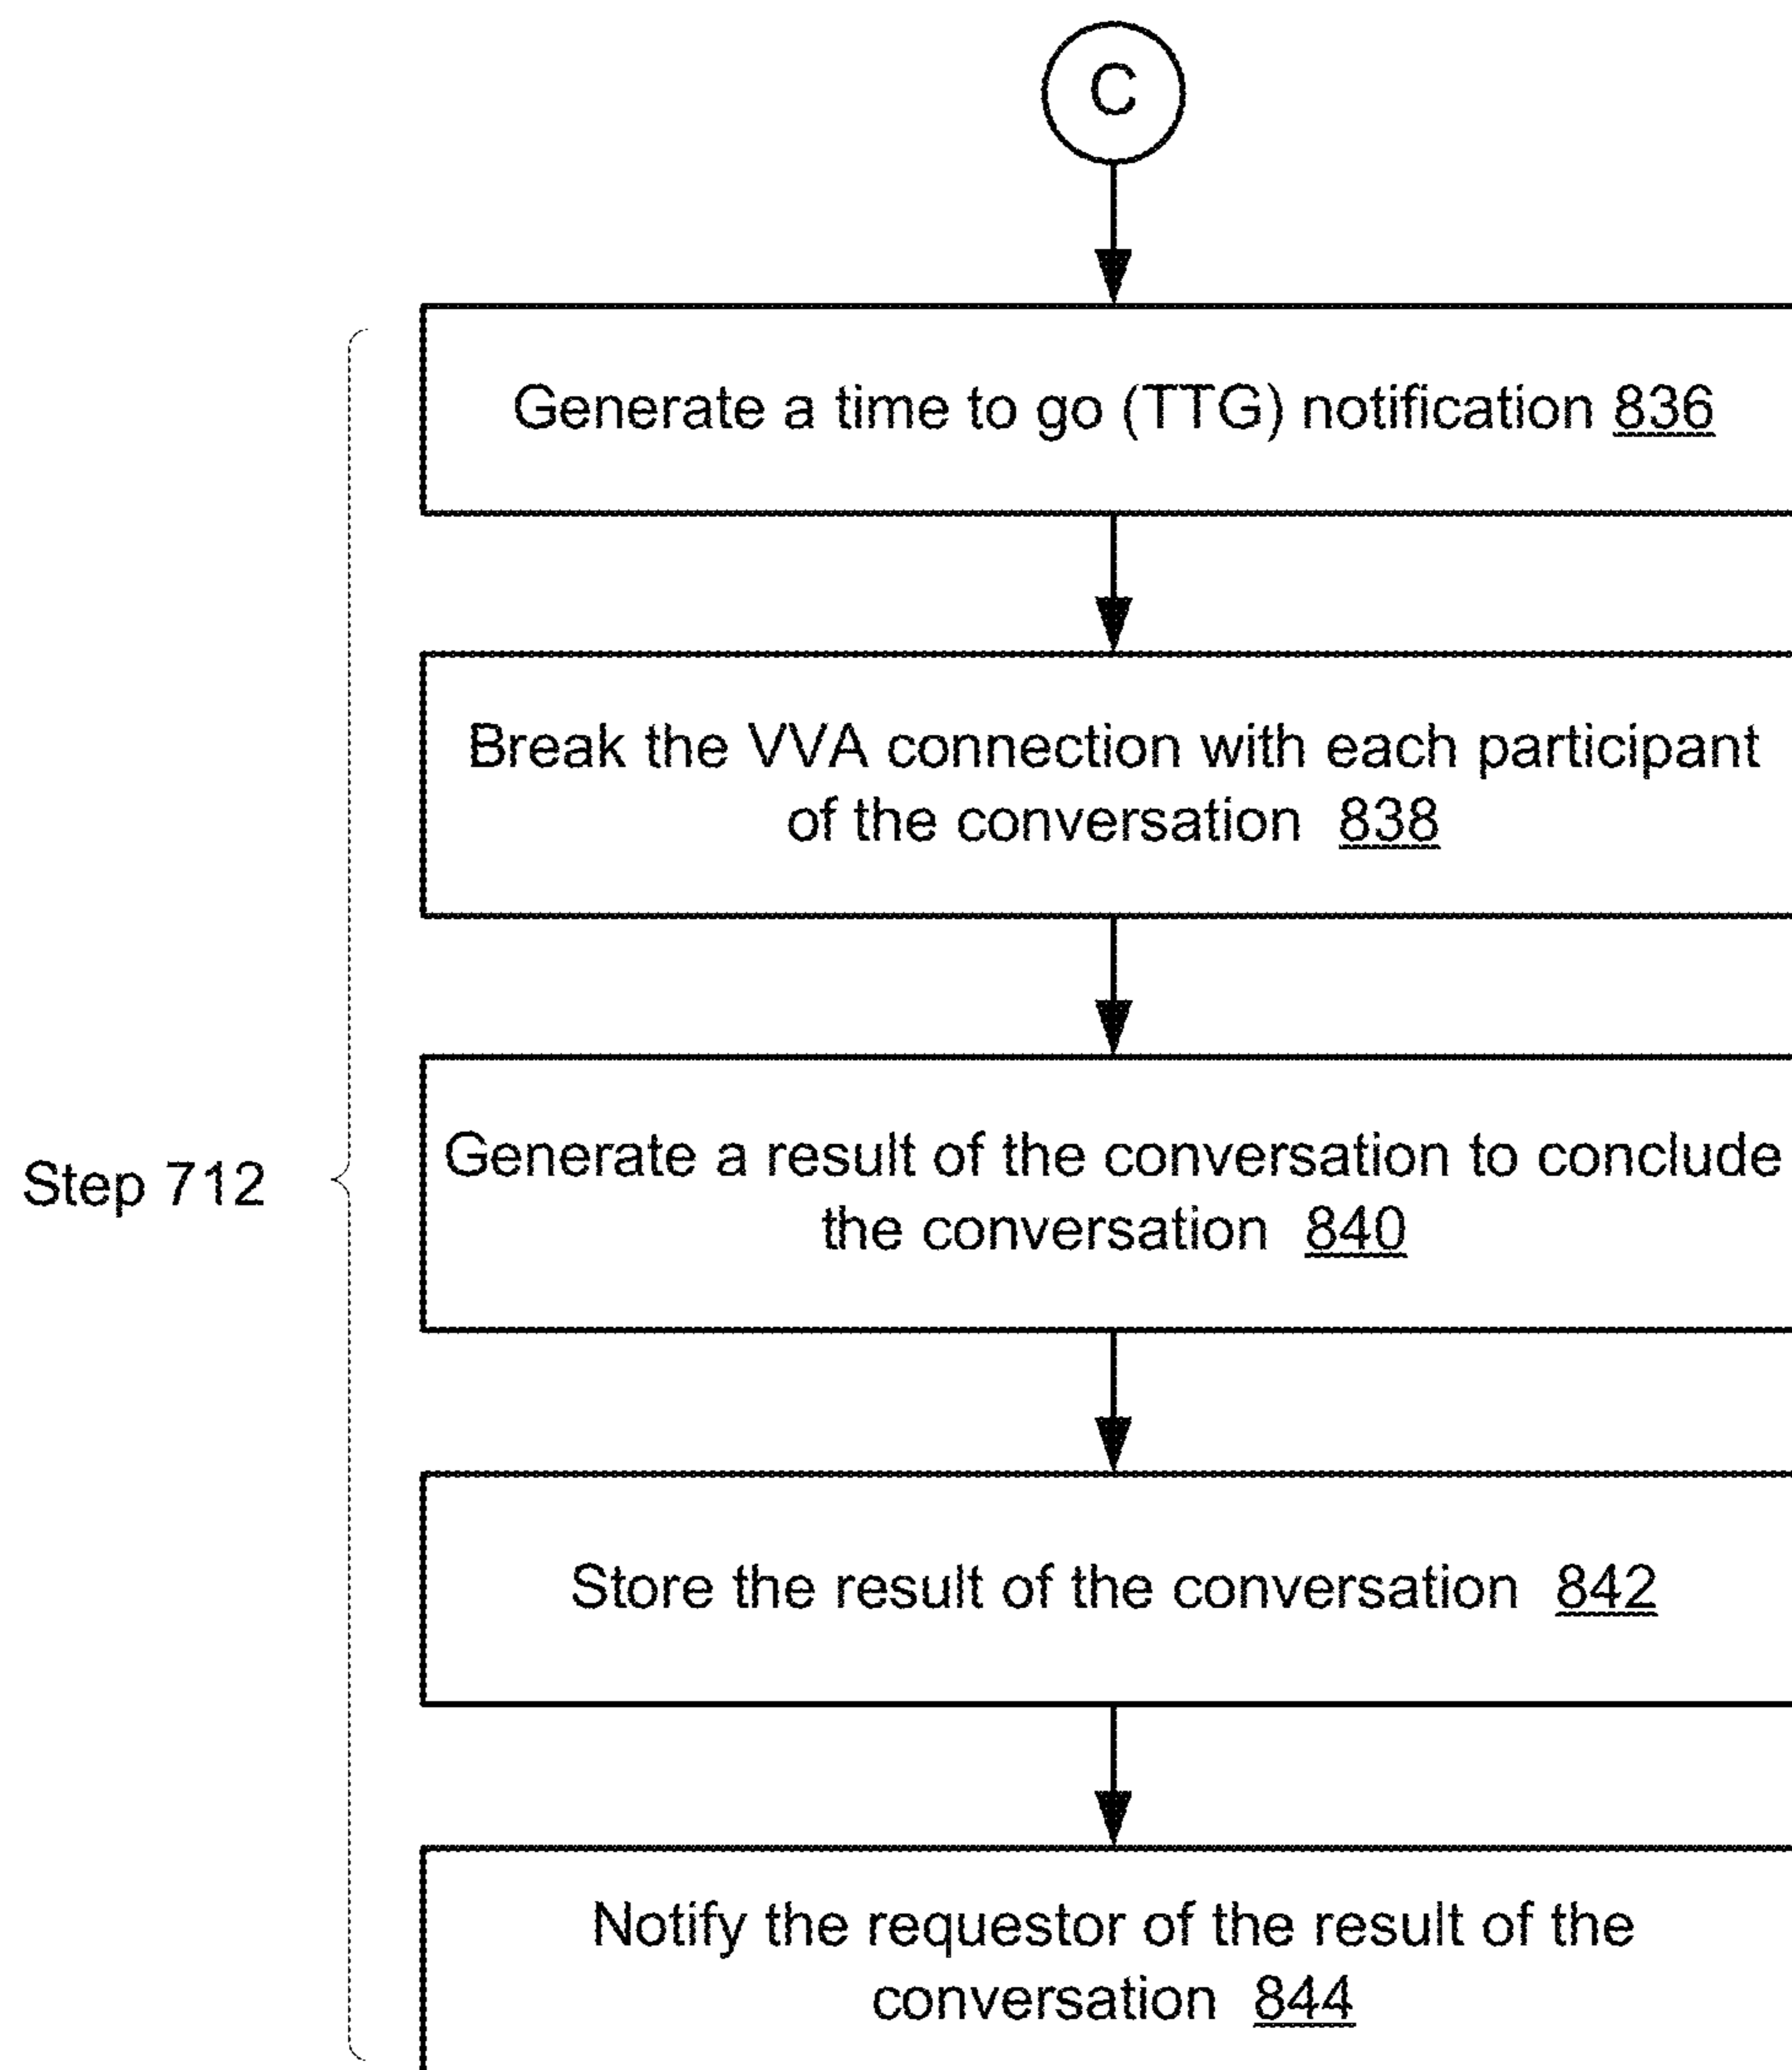 C
Generate a time to go (TTG) notification 836
Break the VVA connection with each participant
of the conversation 838
Step 712
Generate a result of the conversation to conclude
the conversation 840
Store the result of the conversation 842
Notify the requestor of the result of the
conversation 844